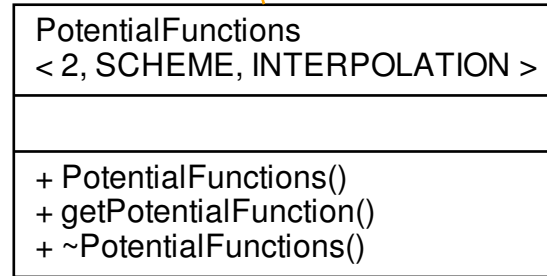 PotentialFunctions
< 2, SCHEME, INTERPOLATION >
+ PotentialFunctions()
+ getPotentialFunction()
+ ~PotentialFunctions()